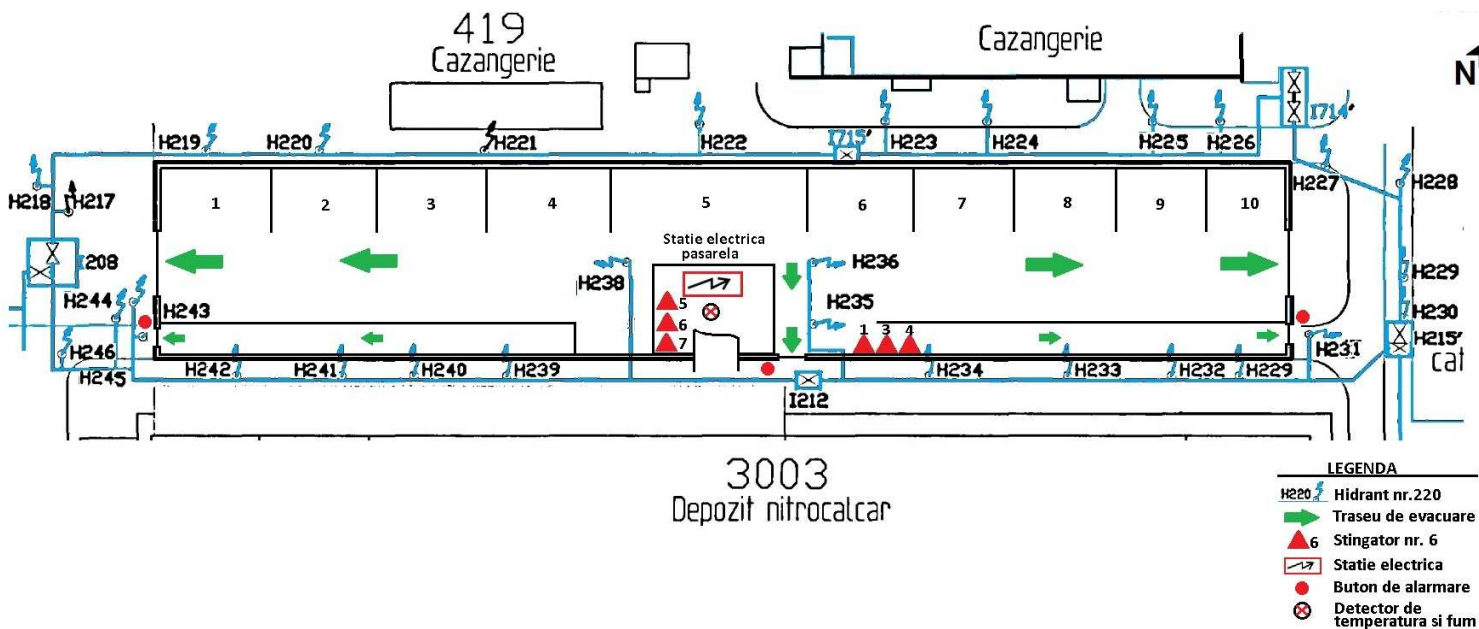 419
Cazangerie
Cazangerie
N
I714'
H219
H220
H221
H222
I715'
H223
H224
H225
H226
H227
H228
H218
H217
1
2
3
4
5
6
7
8
9
10
Statie electrica
pasarela
I208
H238
H236
H229
H244
H243
H235
H230
5
6
7
1
3
4
H215'
H246
H231
cat
H245
H242
H241
H240
H239
H234
H233
H232
H229
I212
3003
Depozit nitrocalcar
LEGENDA
H220 Hidrant nr.220
Traseu de evacuare
6 Stingator nr. 6
Statie electrica
Buton de alarmare
Detector de
temperatura si fum